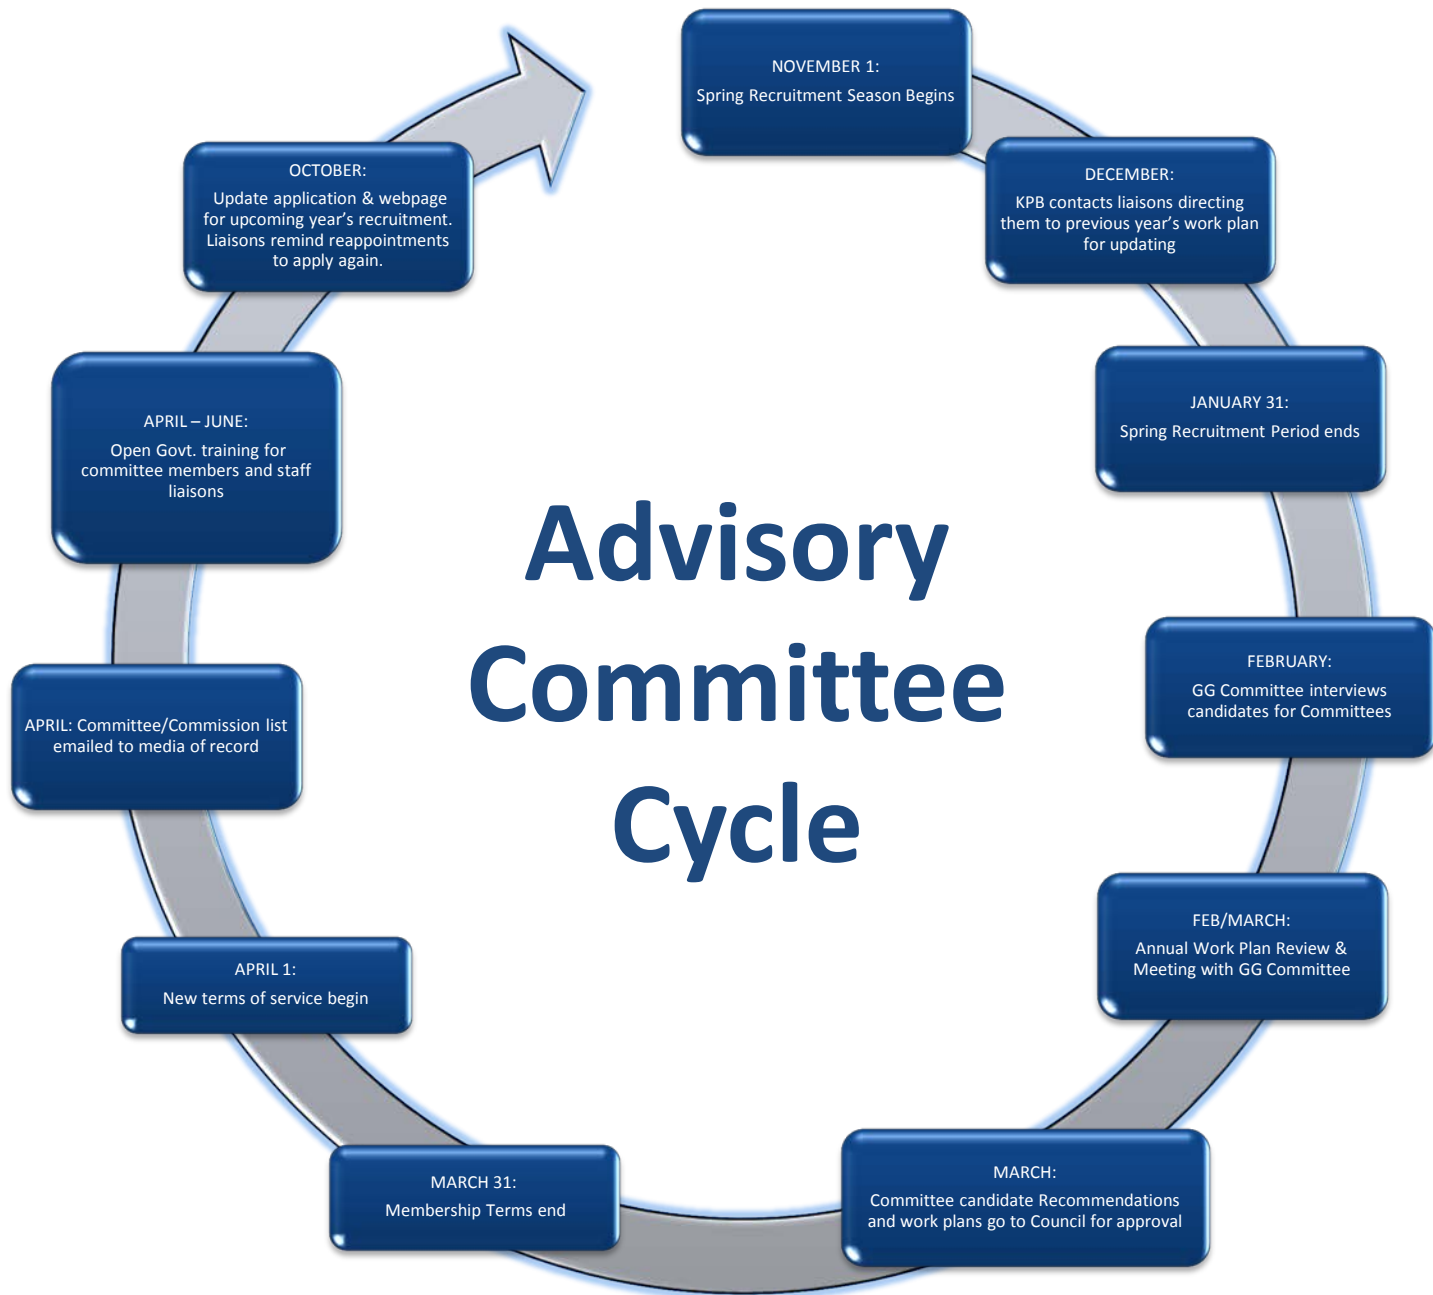 NOVEMBER 1:
Spring Recruitment Season Begins
DECEMBER:
KPB contacts liaisons directing
them to previous year's work plan
for updating
JANUARY 31:
Spring Recruitment Period ends
FEBRUARY:
GG Committee interviews
candidates for Committees
FEB/MARCH:
Annual Work Plan Review &
Meeting with GG Committee
MARCH:
Committee candidate Recommendations
and work plans go to Council for approval
MARCH 31:
Membership Terms end
APRIL 1:
New terms of service begin
APRIL: Committee/Commission list
emailed to media of record
APRIL – JUNE:
Open Govt. training for
committee members and staff
liaisons
OCTOBER:
Update application & webpage
for upcoming year's recruitment.
Liaisons remind reappointments
to apply again.
Advisory
Committee
Cycle